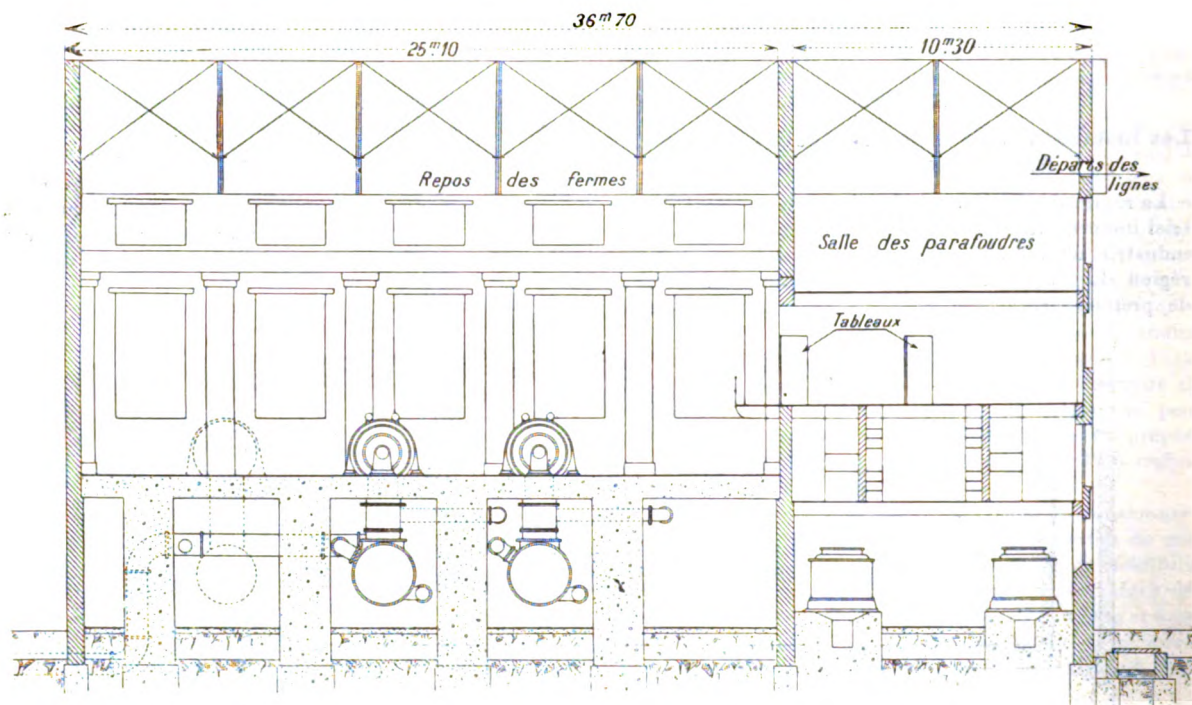 36ᵐ70
25ᵐ10
10ᵐ30
Repos des fermes
Départs des
lignes
Salle des parafoudres
Tableaux